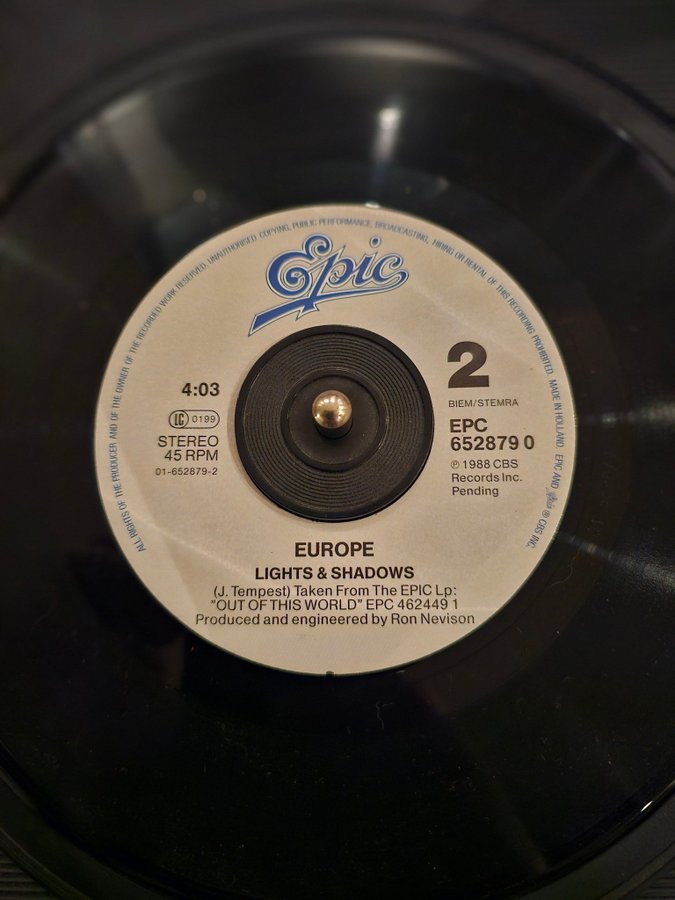 ALL RIGHTS OF THE PRODUCER AND OF THE OWNER OF THE RECORDED WORK RESERVED. UNAUTHORISED COPYING, PUBLIC PERFORMANCE, BROADCASTING, HIRING OR RENTAL OF THIS RECORDING PROHIBITED. MADE IN HOLLAND. EPIC AND Epic ® CBS INC.
Epic
2
4:03
BIEM/STEMRA
LC 0199
EPC
652879 0
STEREO
45 RPM
℗ 1988 CBS
01-652879-2
Records Inc.
Pending
EUROPE
LIGHTS & SHADOWS
(J. Tempest) Taken From The EPIC Lp:
"OUT OF THIS WORLD" EPC 462449 1
Produced and engineered by Ron Nevison